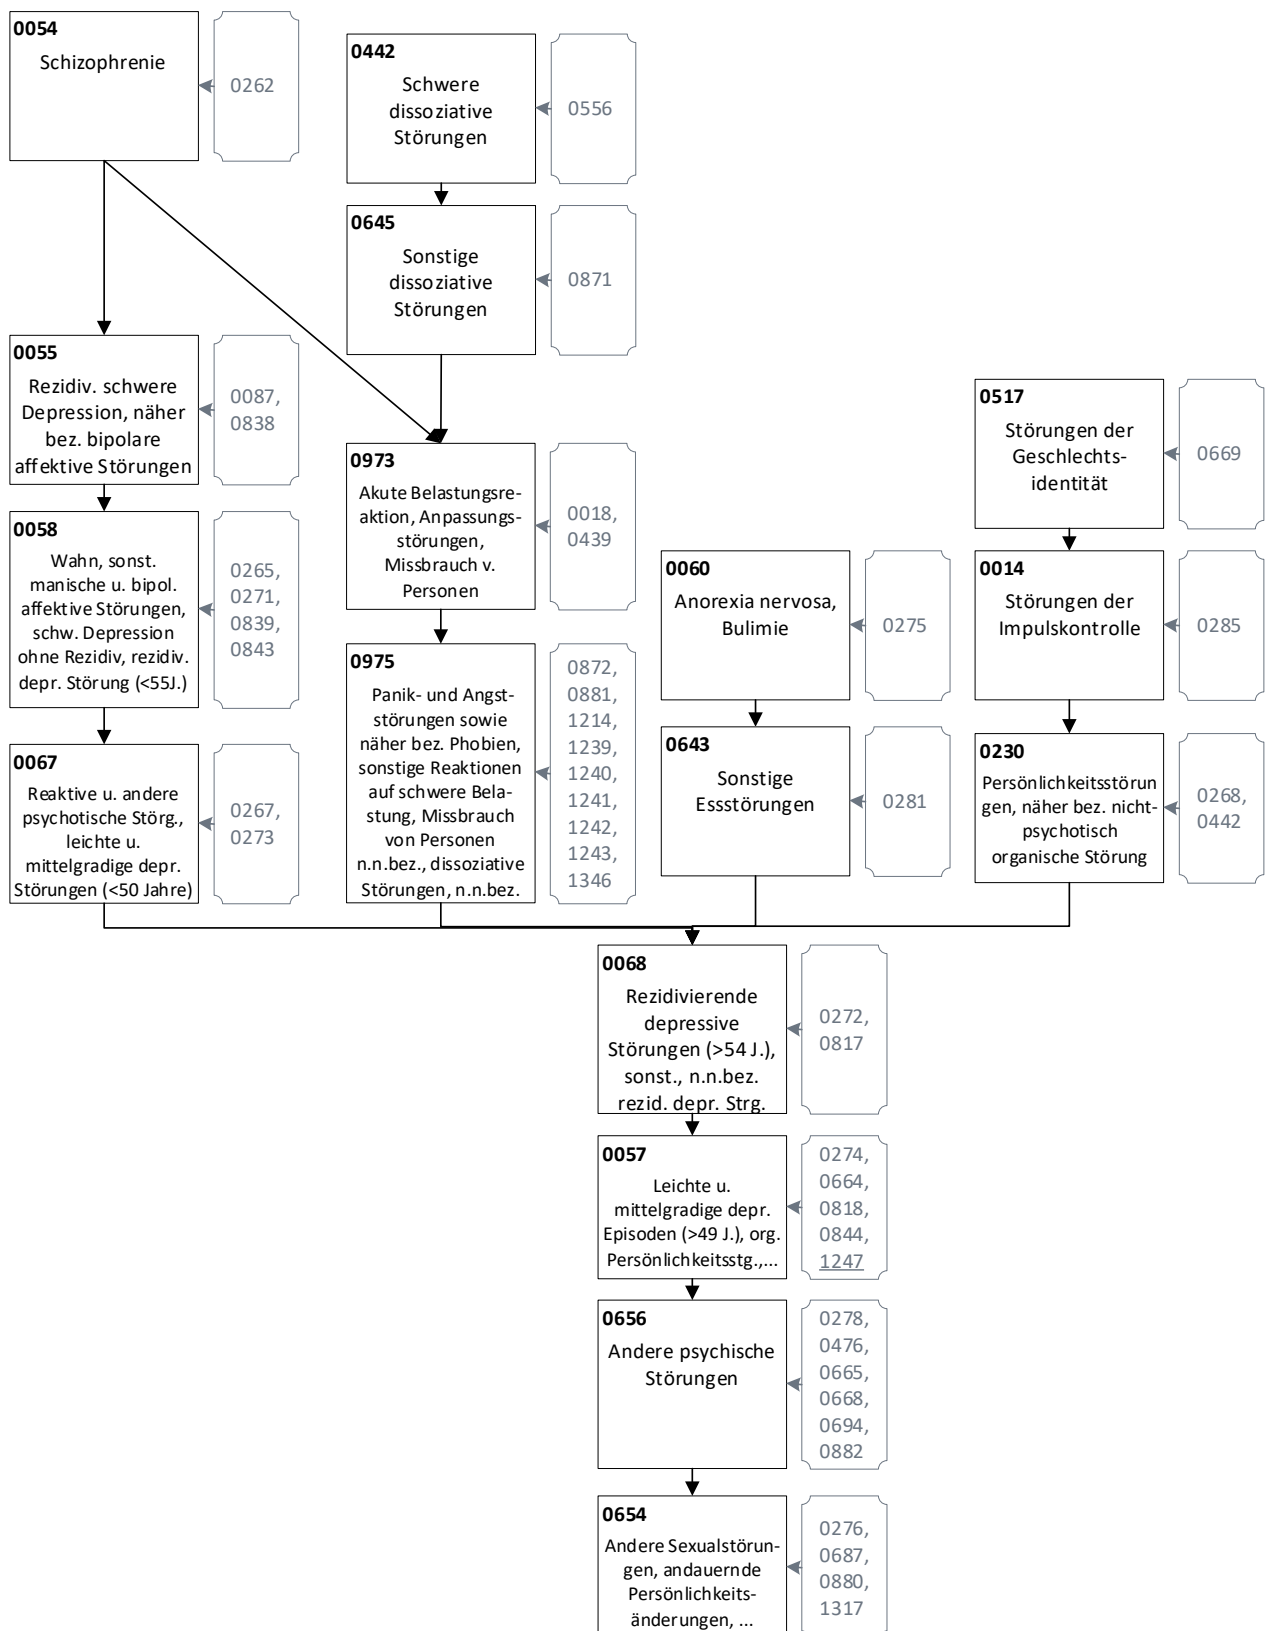 0054
Schizophrenie
0262
0442
Schwere
dissoziative
Störungen
0556
0645
Sonstige
dissoziative
Störungen
0871
0055
Rezidiv. schwere
Depression, näher
bez. bipolare
affektive Störungen
0087,
0838
0517
Störungen der
Geschlechts-
identität
0669
0973
Akute Belastungsre-
aktion, Anpassungs-
störungen,
Missbrauch v.
Personen
0018,
0439
0058
Wahn, sonst.
manische u. bipol.
affektive Störungen,
schw. Depression
ohne Rezidiv, rezidiv.
depr. Störung (<55J.)
0265,
0271,
0839,
0843
0060
Anorexia nervosa,
Bulimie
0275
0014
Störungen der
Impulskontrolle
0285
0975
Panik- und Angst-
störungen sowie
näher bez. Phobien,
sonstige Reaktionen
auf schwere Bela-
stung, Missbrauch
von Personen
n.n.bez., dissoziative
Störungen, n.n.bez.
0872,
0881,
1214,
1239,
1240,
1241,
1242,
1243,
1346
0643
Sonstige
Essstörungen
0281
0230
Persönlichkeitsstörun
gen, näher bez. nicht-
psychotisch
organische Störung
0268,
0442
0067
Reaktive u. andere
psychotische Störg.,
leichte u.
mittelgradige depr.
Störungen (<50 Jahre)
0267,
0273
0068
Rezidivierende
depressive
Störungen (>54 J.),
sonst., n.n.bez.
rezid. depr. Strg.
0272,
0817
0057
Leichte u.
mittelgradige depr.
Episoden (>49 J.), org.
Persönlichkeitsstg.,...
0274,
0664,
0818,
0844,
1247
0656
Andere psychische
Störungen
0278,
0476,
0665,
0668,
0694,
0882
0654
Andere Sexualstörun-
gen, andauernde
Persönlichkeits-
änderungen, ...
0276,
0687,
0880,
1317